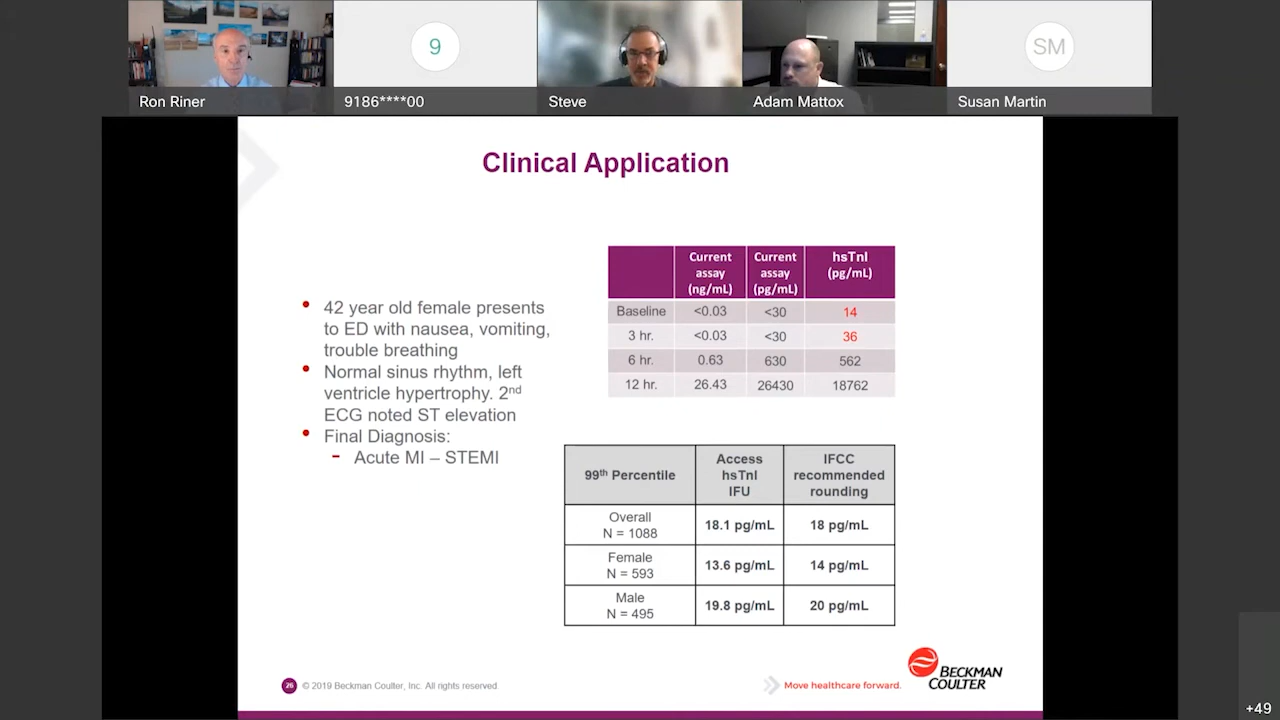 9
SM
Ron Riner
9186****00
Steve
Adam Mattox
Susan Martin
Clinical Application
42 year old female presents
to ED with nausea, vomiting,
trouble breathing
Normal sinus rhythm, left
ventricle hypertrophy. 2nd
ECG noted ST elevation
Final Diagnosis:
- Acute MI – STEMI
Current assay (ng/mL) Current assay (pg/mL) hsTnI (pg/mL)
Baseline <0.03 <30 14
3 hr. <0.03 <30 36
6 hr. 0.63 630 562
12 hr. 26.43 26430 18762
99th Percentile Access hsTnI IFU IFCC recommended rounding
Overall N = 1088 18.1 pg/mL 18 pg/mL
Female N = 593 13.6 pg/mL 14 pg/mL
Male N = 495 19.8 pg/mL 20 pg/mL
26 © 2019 Beckman Coulter, Inc. All rights reserved.
Move healthcare forward.
BECKMAN
COULTER
+49